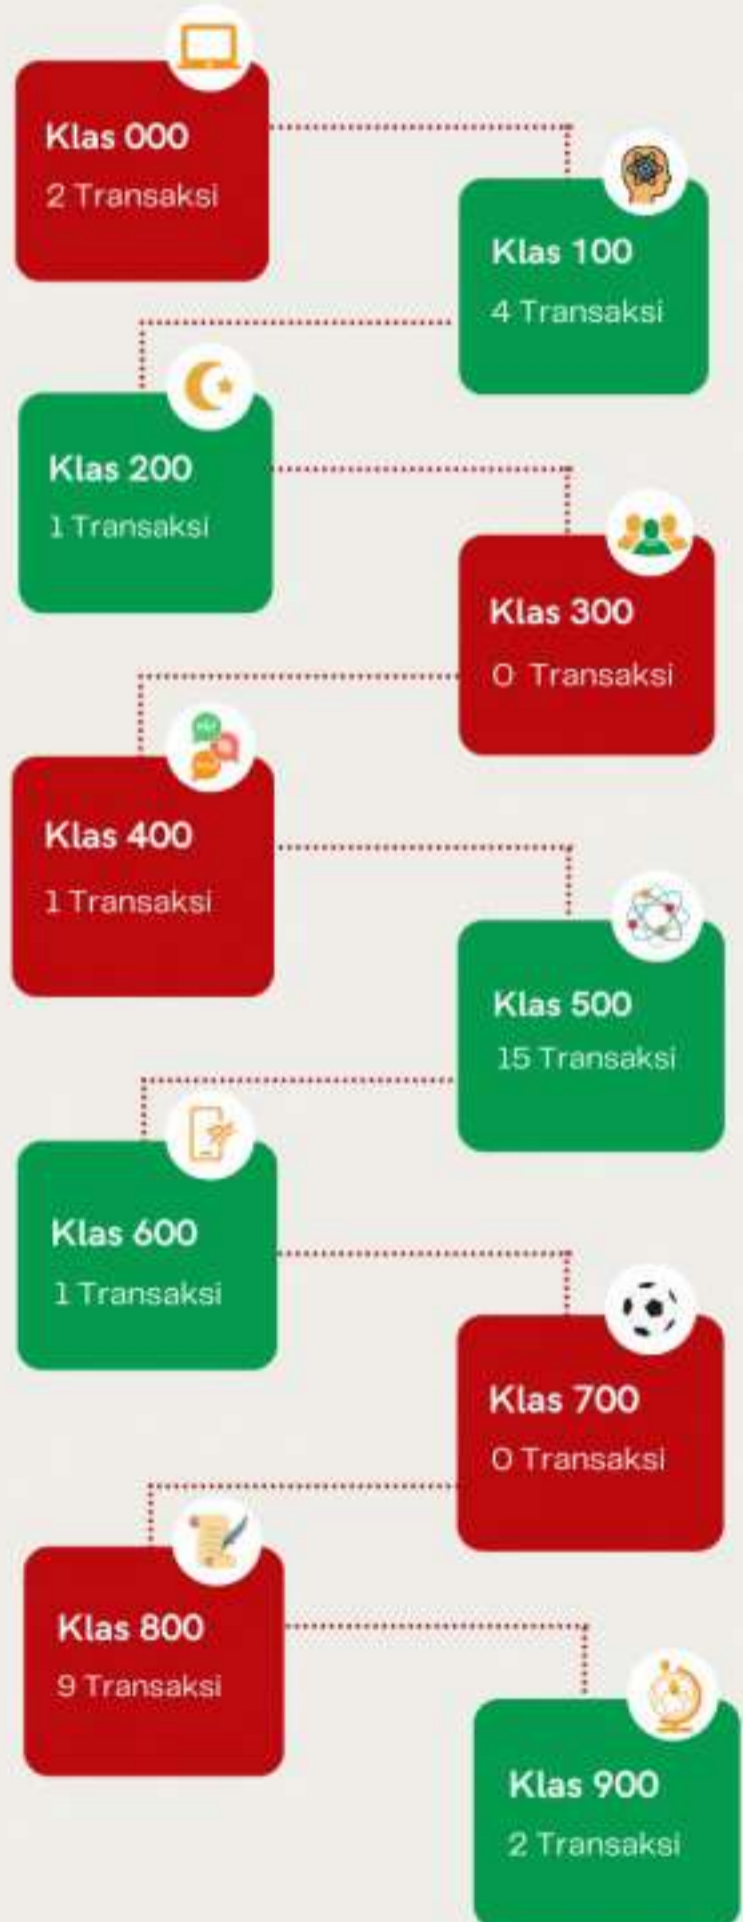 Klas 000
2 Transaksi
Klas 100
4 Transaksi
Klas 200
1 Transaksi
Klas 300
0 Transaksi
Klas 400
1 Transaksi
Klas 500
15 Transaksi
Klas 600
1 Transaksi
Klas 700
0 Transaksi
Klas 800
9 Transaksi
Klas 900
2 Transaksi